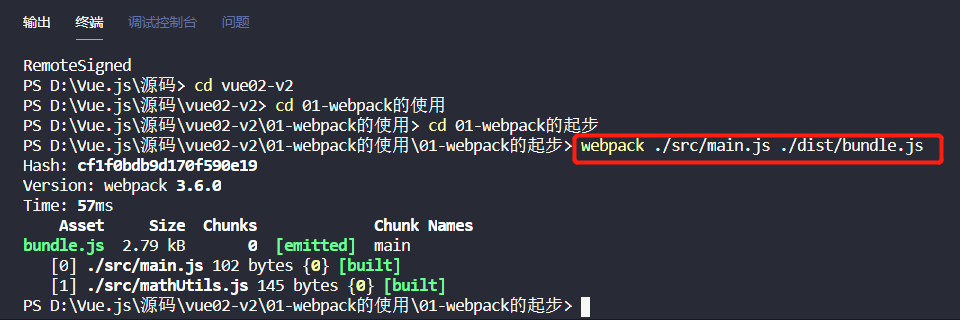 输出 终端 调试控制台 问题
RemoteSigned
PS D:\Vue.js\源码> cd vue02-v2
PS D:\Vue.js\源码\vue02-v2> cd 01-webpack的使用
PS D:\Vue.js\源码\vue02-v2\01-webpack的使用> cd 01-webpack的起步
PS D:\Vue.js\源码\vue02-v2\01-webpack的使用\01-webpack的起步> webpack ./src/main.js ./dist/bundle.js
Hash: cf1f0bdb9d170f590e19
Version: webpack 3.6.0
Time: 57ms
Asset Size Chunks Chunk Names
bundle.js 2.79 kB 0 [emitted] main
[0] ./src/main.js 102 bytes {0} [built]
[1] ./src/mathUtils.js 145 bytes {0} [built]
PS D:\Vue.js\源码\vue02-v2\01-webpack的使用\01-webpack的起步>